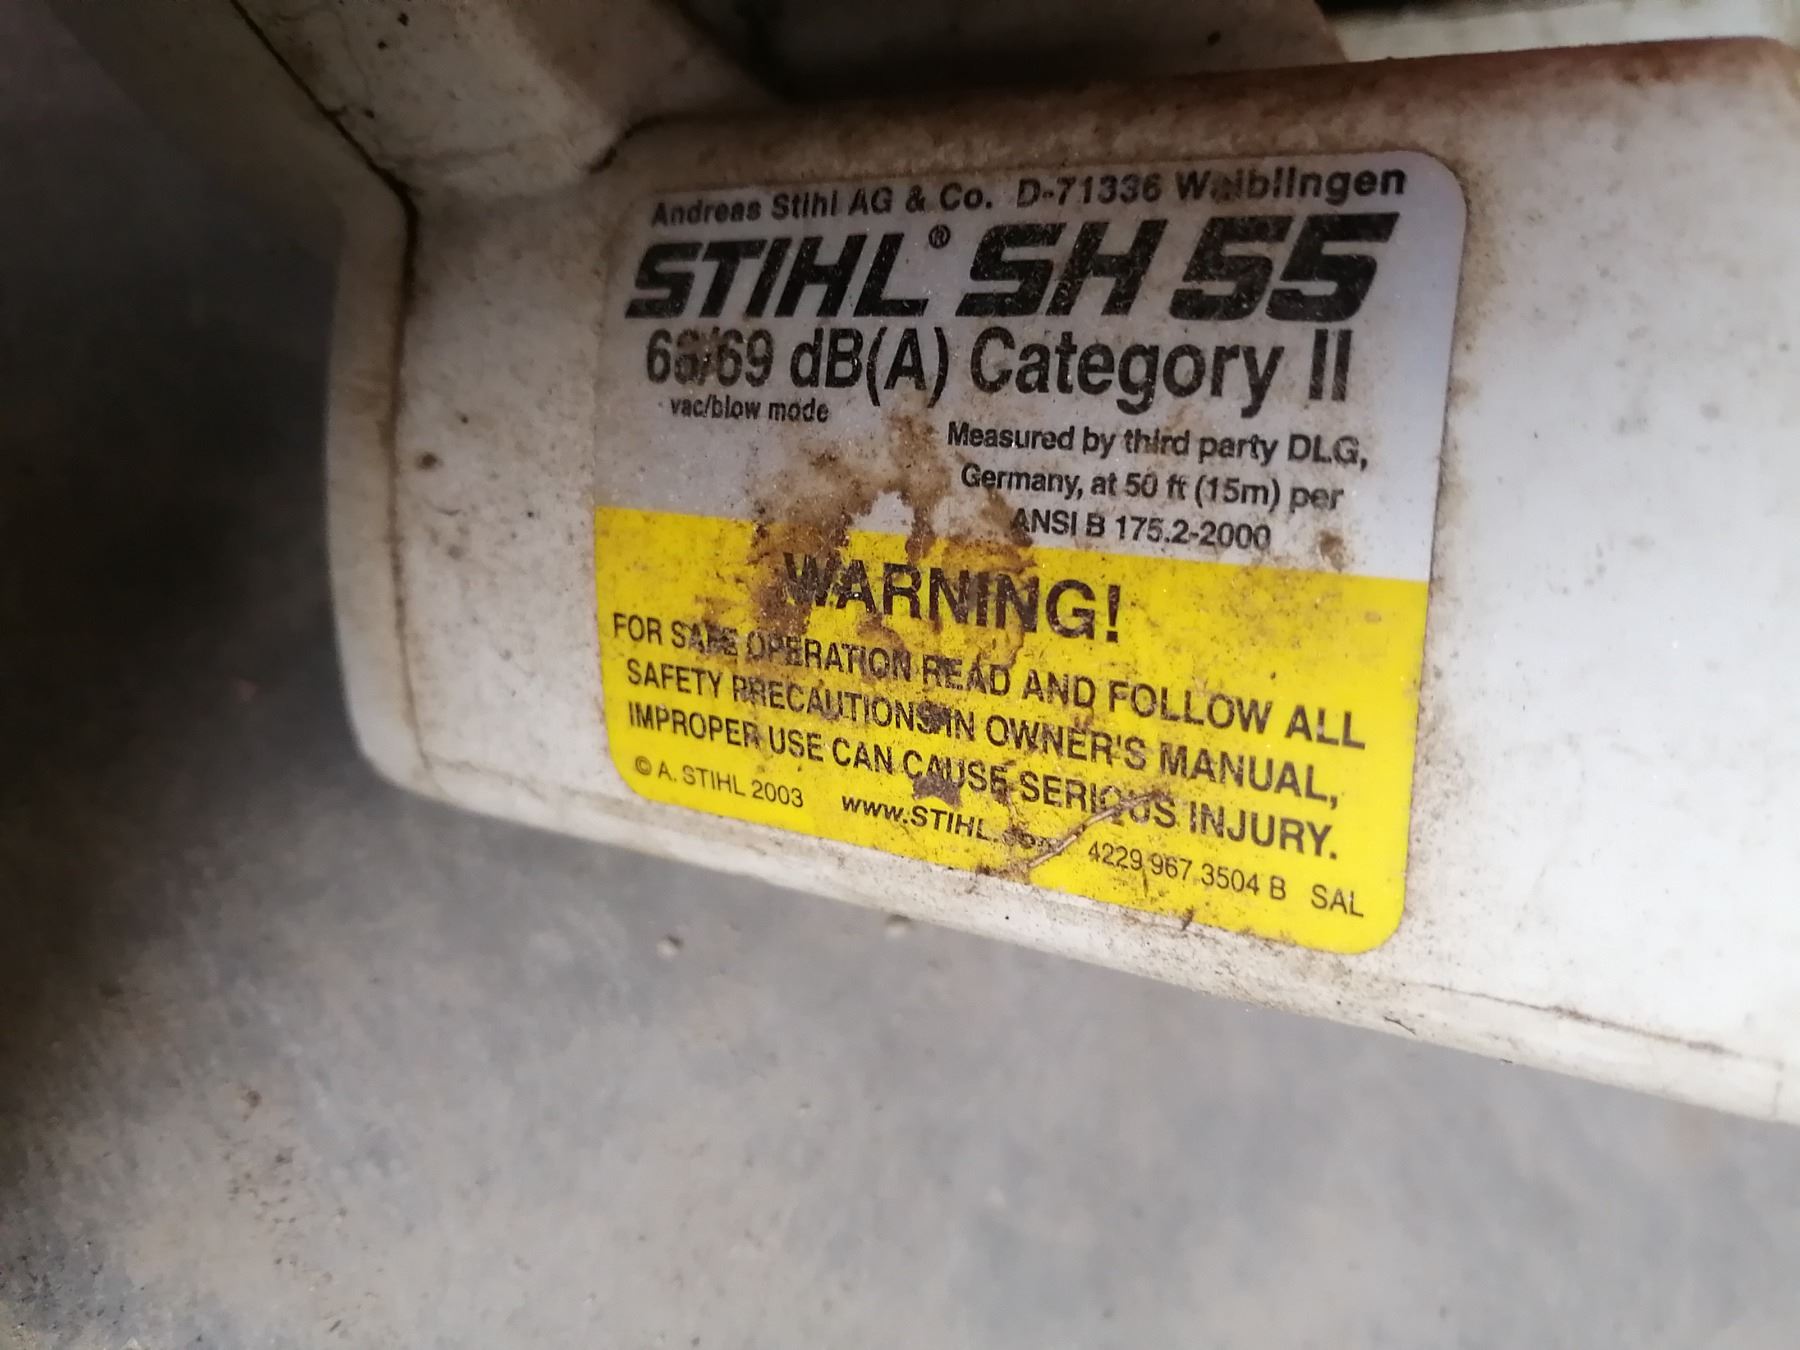 Andreas Stihl AG & Co. D-71336 Waiblingen
STIHL® SH 55
66/69 dB(A) Category II
vac/blow mode
Measured by third party DLG,
Germany, at 50 ft (15m) per
ANSI B 175.2-2000
WARNING!
FOR SAFE OPERATION READ AND FOLLOW ALL
SAFETY PRECAUTIONS IN OWNER'S MANUAL,
IMPROPER USE CAN CAUSE SERIOUS INJURY.
© A. STIHL 2003 www.STIHL.com 4229 967 3504 B SAL